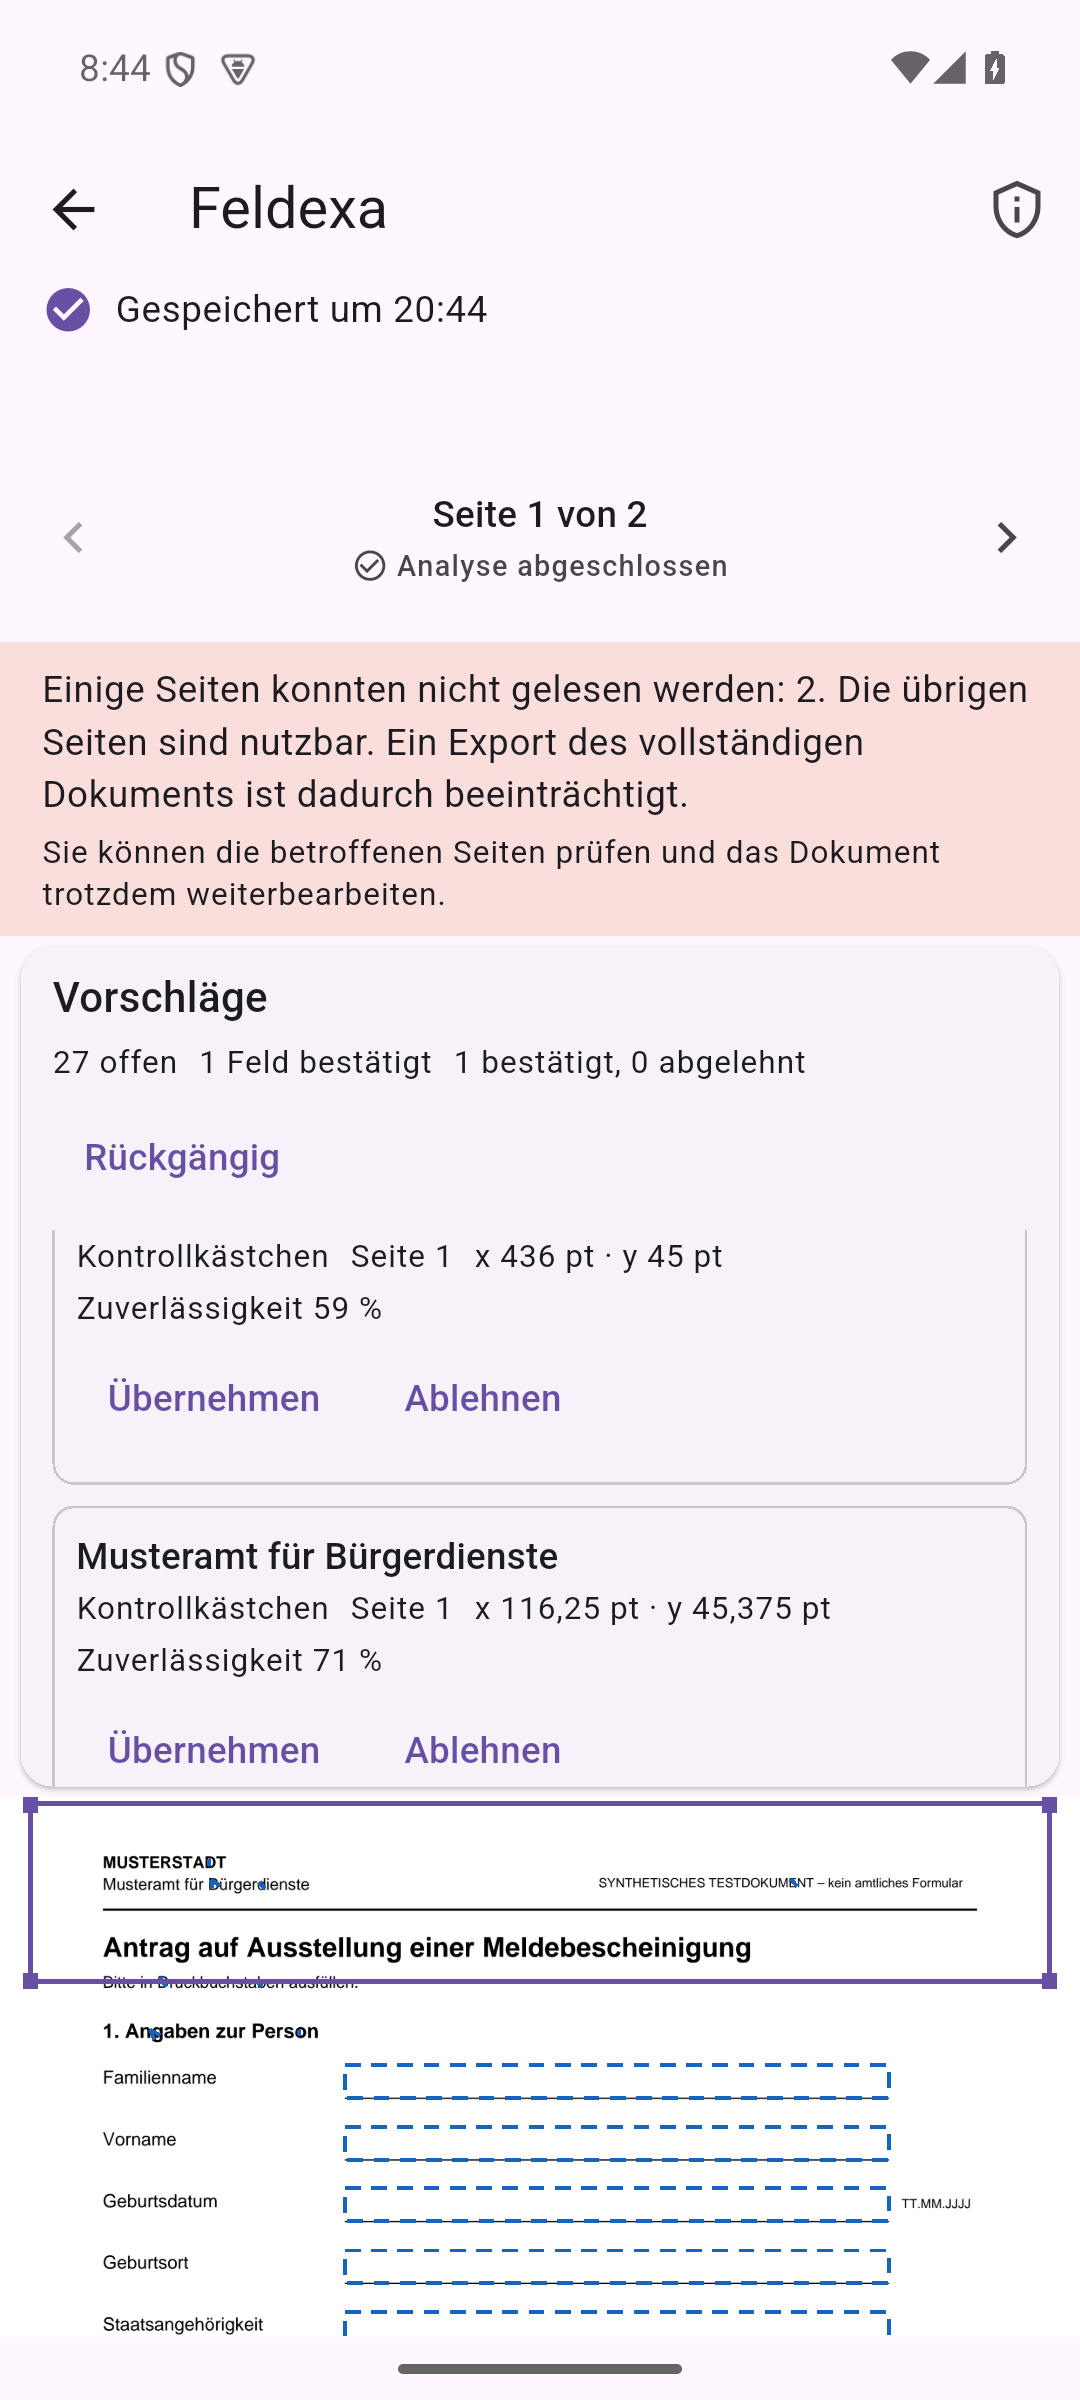 8:44
Feldexa
Gespeichert um 20:44
Seite 1 von 2
Analyse abgeschlossen
Einige Seiten konnten nicht gelesen werden: 2. Die übrigen
Seiten sind nutzbar. Ein Export des vollständigen
Dokuments ist dadurch beeinträchtigt.
Sie können die betroffenen Seiten prüfen und das Dokument
trotzdem weiterbearbeiten.
Vorschläge
27 offen 1 Feld bestätigt 1 bestätigt, 0 abgelehnt
Rückgängig
Kontrollkästchen Seite 1 x 436 pt · y 45 pt
Zuverlässigkeit 59 %
Übernehmen Ablehnen
Musteramt für Bürgerdienste
Kontrollkästchen Seite 1 x 116,25 pt · y 45,375 pt
Zuverlässigkeit 71 %
Übernehmen Ablehnen
MUSTERSTADT
Musteramt für Bürgerdienste SYNTHETISCHES TESTDOKUMENT – kein amtliches Formular
Antrag auf Ausstellung einer Meldebescheinigung
Bitte in Druckbuchstaben ausfüllen.
1. Angaben zur Person
Familienname
Vorname
Geburtsdatum TT.MM.JJJJ
Geburtsort
Staatsangehörigkeit